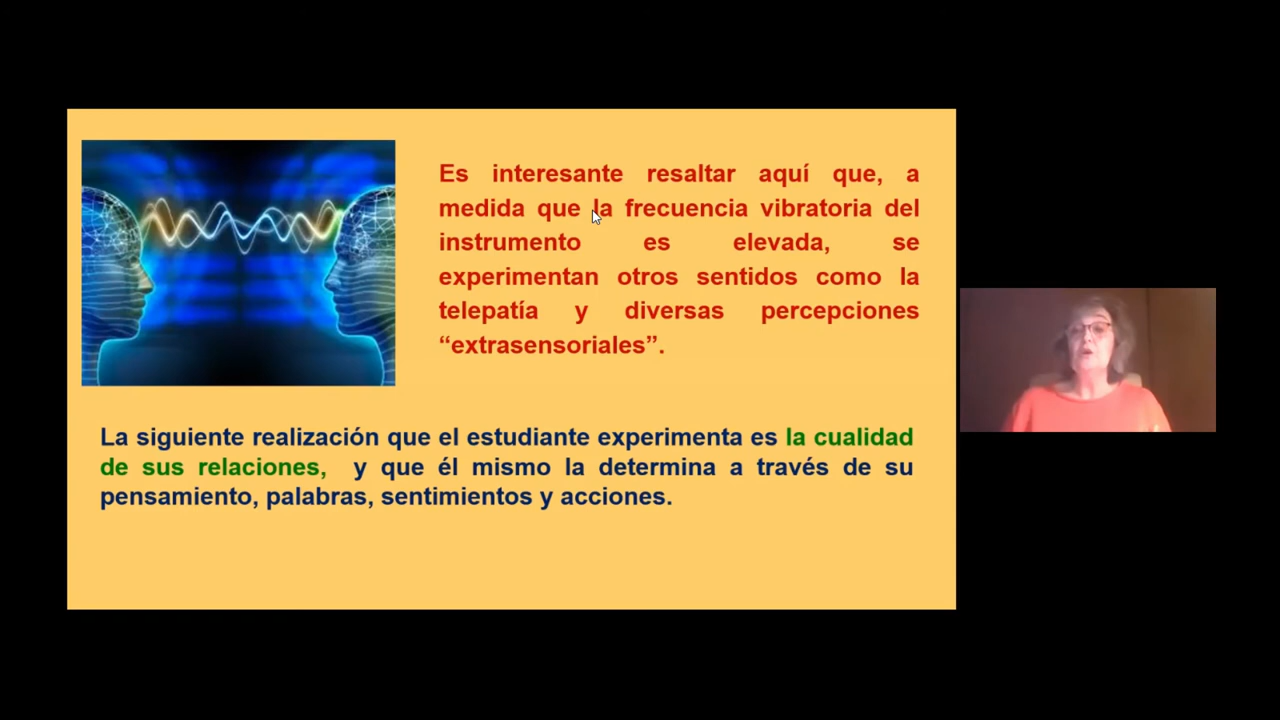 Es interesante resaltar aquí que, a
medida que la frecuencia vibratoria del
instrumento es elevada, se
experimentan otros sentidos como la
telepatía y diversas percepciones
“extrasensoriales”.
La siguiente realización que el estudiante experimenta es la cualidad
de sus relaciones, y que él mismo la determina a través de su
pensamiento, palabras, sentimientos y acciones.